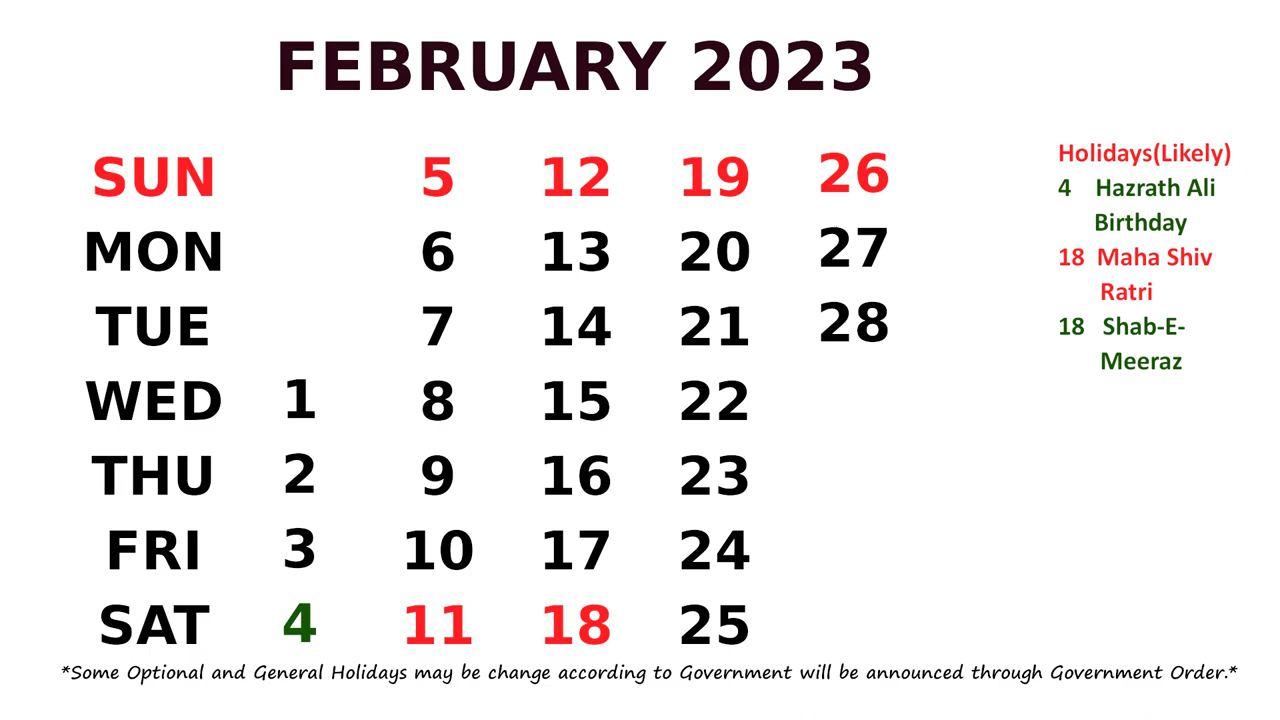 FEBRUARY 2023
SUN 5 12 19 26
MON 6 13 20 27
TUE 7 14 21 28
WED 1 8 15 22
THU 2 9 16 23
FRI 3 10 17 24
SAT 4 11 18 25
Holidays(Likely)
4 Hazrath Ali
Birthday
18 Maha Shiv
Ratri
18 Shab-E-
Meeraz
*Some Optional and General Holidays may be change according to Government will be announced through Government Order.*